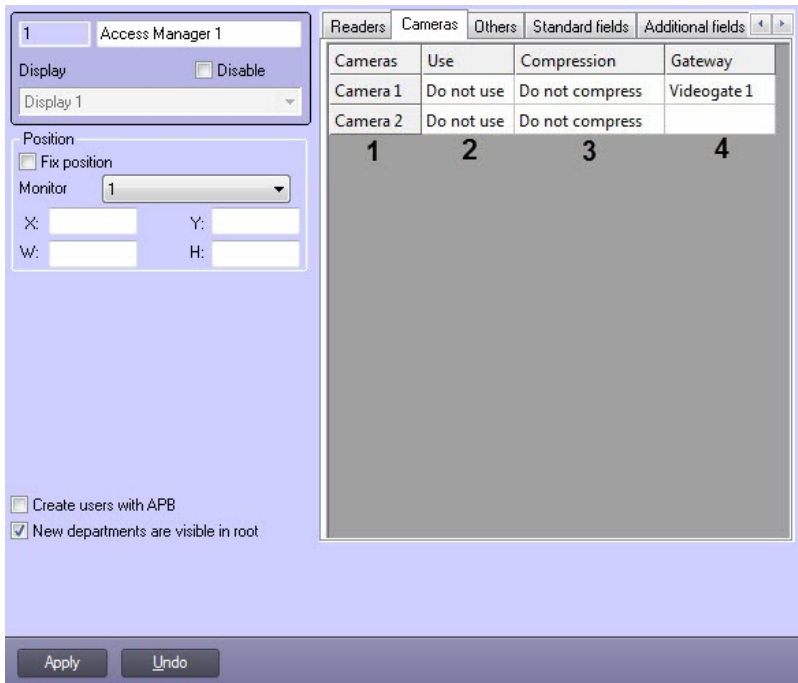 1 Access Manager 1
Display Disable
Display 1
Position
Fix position
Monitor 1
X: Y:
W: H:
Create users with APB
New departments are visible in root
Readers Cameras Others Standard fields Additional fields
Cameras Use Compression Gateway
Camera 1 Do not use Do not compress Videogate 1
Camera 2 Do not use Do not compress
1 2 3 4
Apply Undo